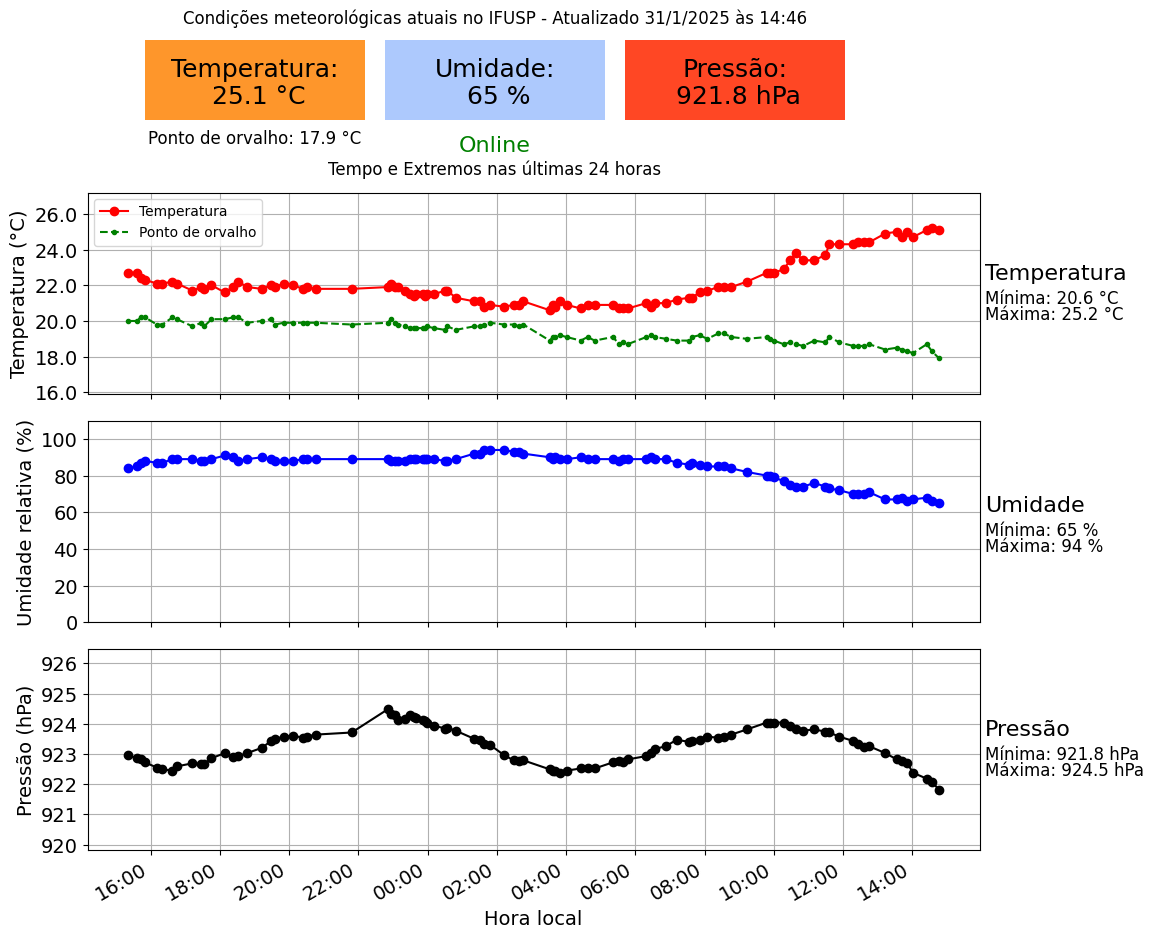 Condições meteorológicas atuais no IFUSP - Atualizado 31/1/2025 às 14:46
Temperatura:
25.1 °C
Umidade:
65 %
Pressão:
921.8 hPa
Ponto de orvalho: 17.9 °C
Online
Tempo e Extremos nas últimas 24 horas
Temperatura (°C)
26.0
24.0
22.0
20.0
18.0
16.0
Temperatura
Ponto de orvalho
Temperatura
Mínima: 20.6 °C
Máxima: 25.2 °C
Umidade relativa (%)
100
80
60
40
20
0
Umidade
Mínima: 65 %
Máxima: 94 %
Pressão (hPa)
926
925
924
923
922
921
920
Pressão
Mínima: 921.8 hPa
Máxima: 924.5 hPa
16:00
18:00
20:00
22:00
00:00
02:00
04:00
06:00
08:00
10:00
12:00
14:00
Hora local